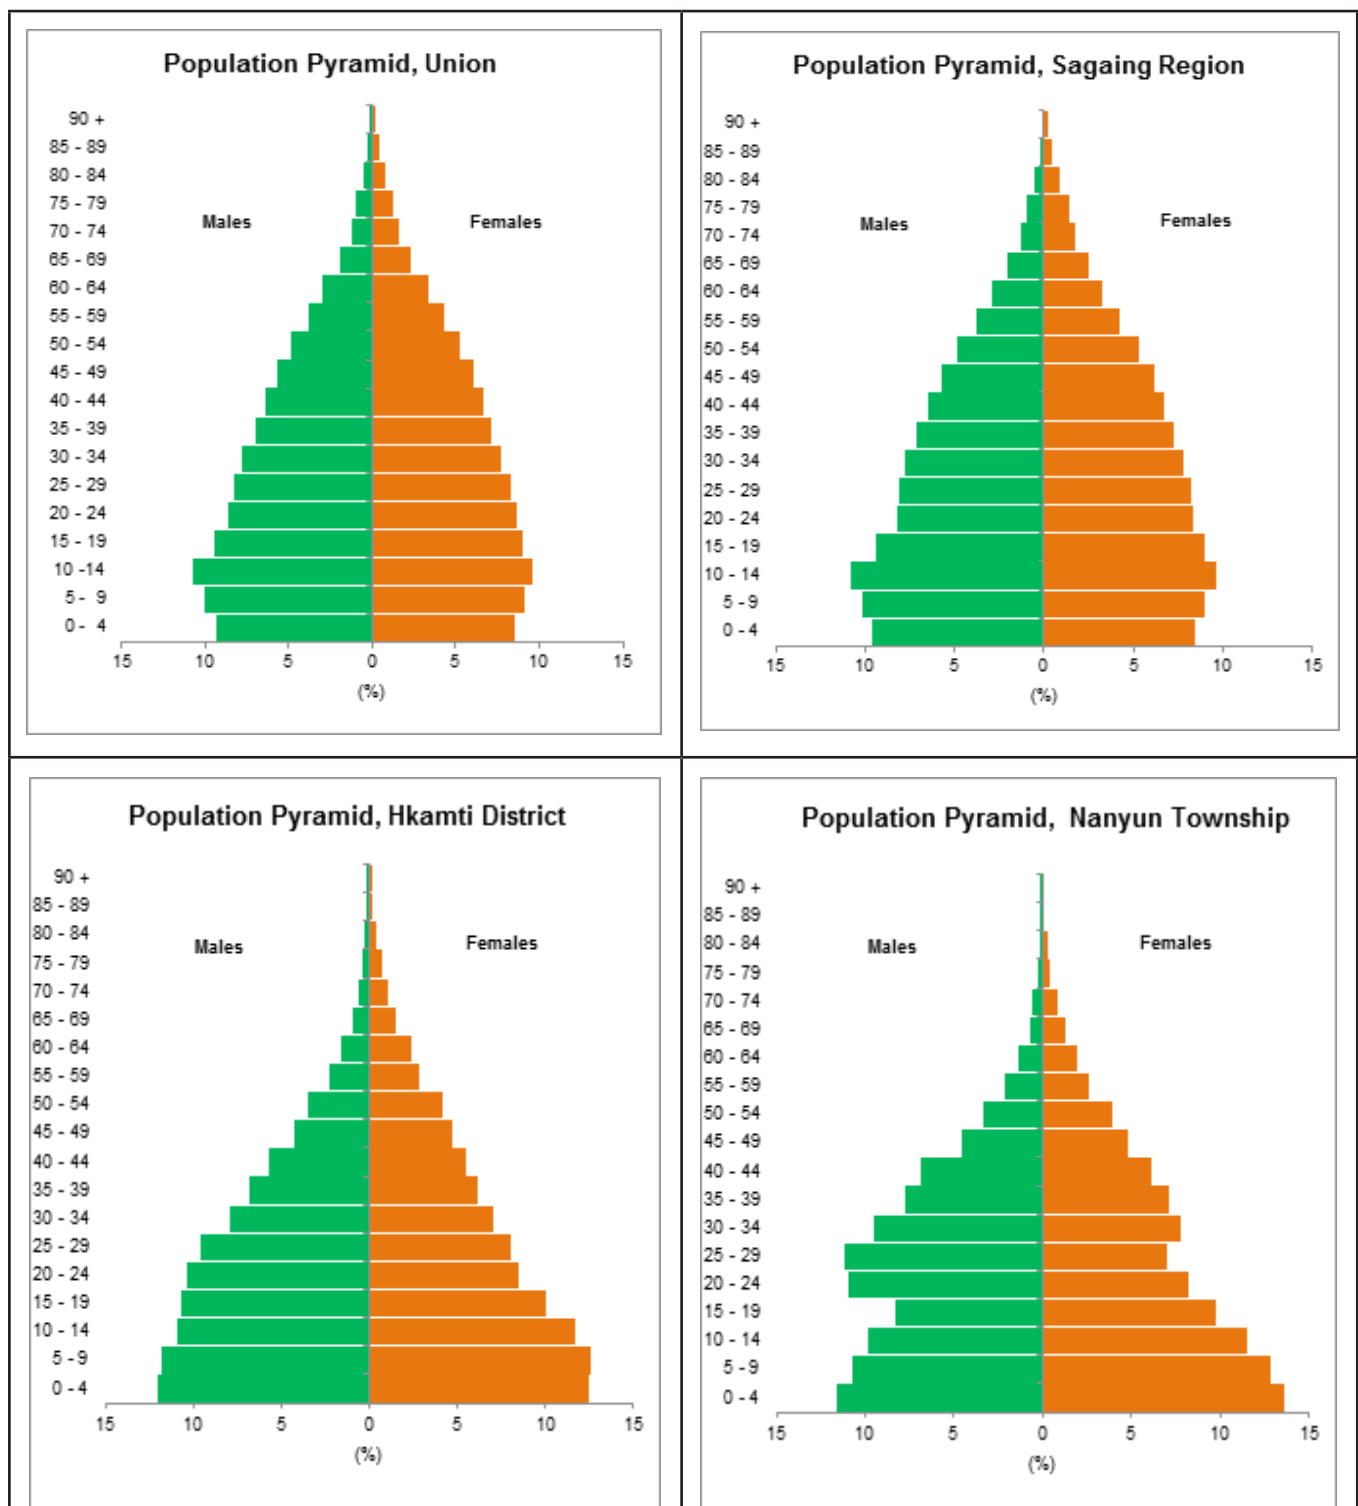 Population Pyramid, Union
90 +
85 - 89
80 - 84
75 - 79
70 - 74
65 - 69
60 - 64
55 - 59
50 - 54
45 - 49
40 - 44
35 - 39
30 - 34
25 - 29
20 - 24
15 - 19
10 -14
5 - 9
0 - 4
Males
Females
15 10 5 0 5 10 15
(%)
Population Pyramid, Sagaing Region
90 +
85 - 89
80 - 84
75 - 79
70 - 74
65 - 69
60 - 64
55 - 59
50 - 54
45 - 49
40 - 44
35 - 39
30 - 34
25 - 29
20 - 24
15 - 19
10 - 14
5 - 9
0 - 4
Males
Females
15 10 5 0 5 10 15
(%)
Population Pyramid, Hkamti District
90 +
85 - 89
80 - 84
75 - 79
70 - 74
65 - 69
60 - 64
55 - 59
50 - 54
45 - 49
40 - 44
35 - 39
30 - 34
25 - 29
20 - 24
15 - 19
10 - 14
5 - 9
0 - 4
Males
Females
15 10 5 0 5 10 15
(%)
Population Pyramid, Nanyun Township
90 +
85 - 89
80 - 84
75 - 79
70 - 74
65 - 69
60 - 64
55 - 59
50 - 54
45 - 49
40 - 44
35 - 39
30 - 34
25 - 29
20 - 24
15 - 19
10 - 14
5 - 9
0 - 4
Males
Females
15 10 5 0 5 10 15
(%)